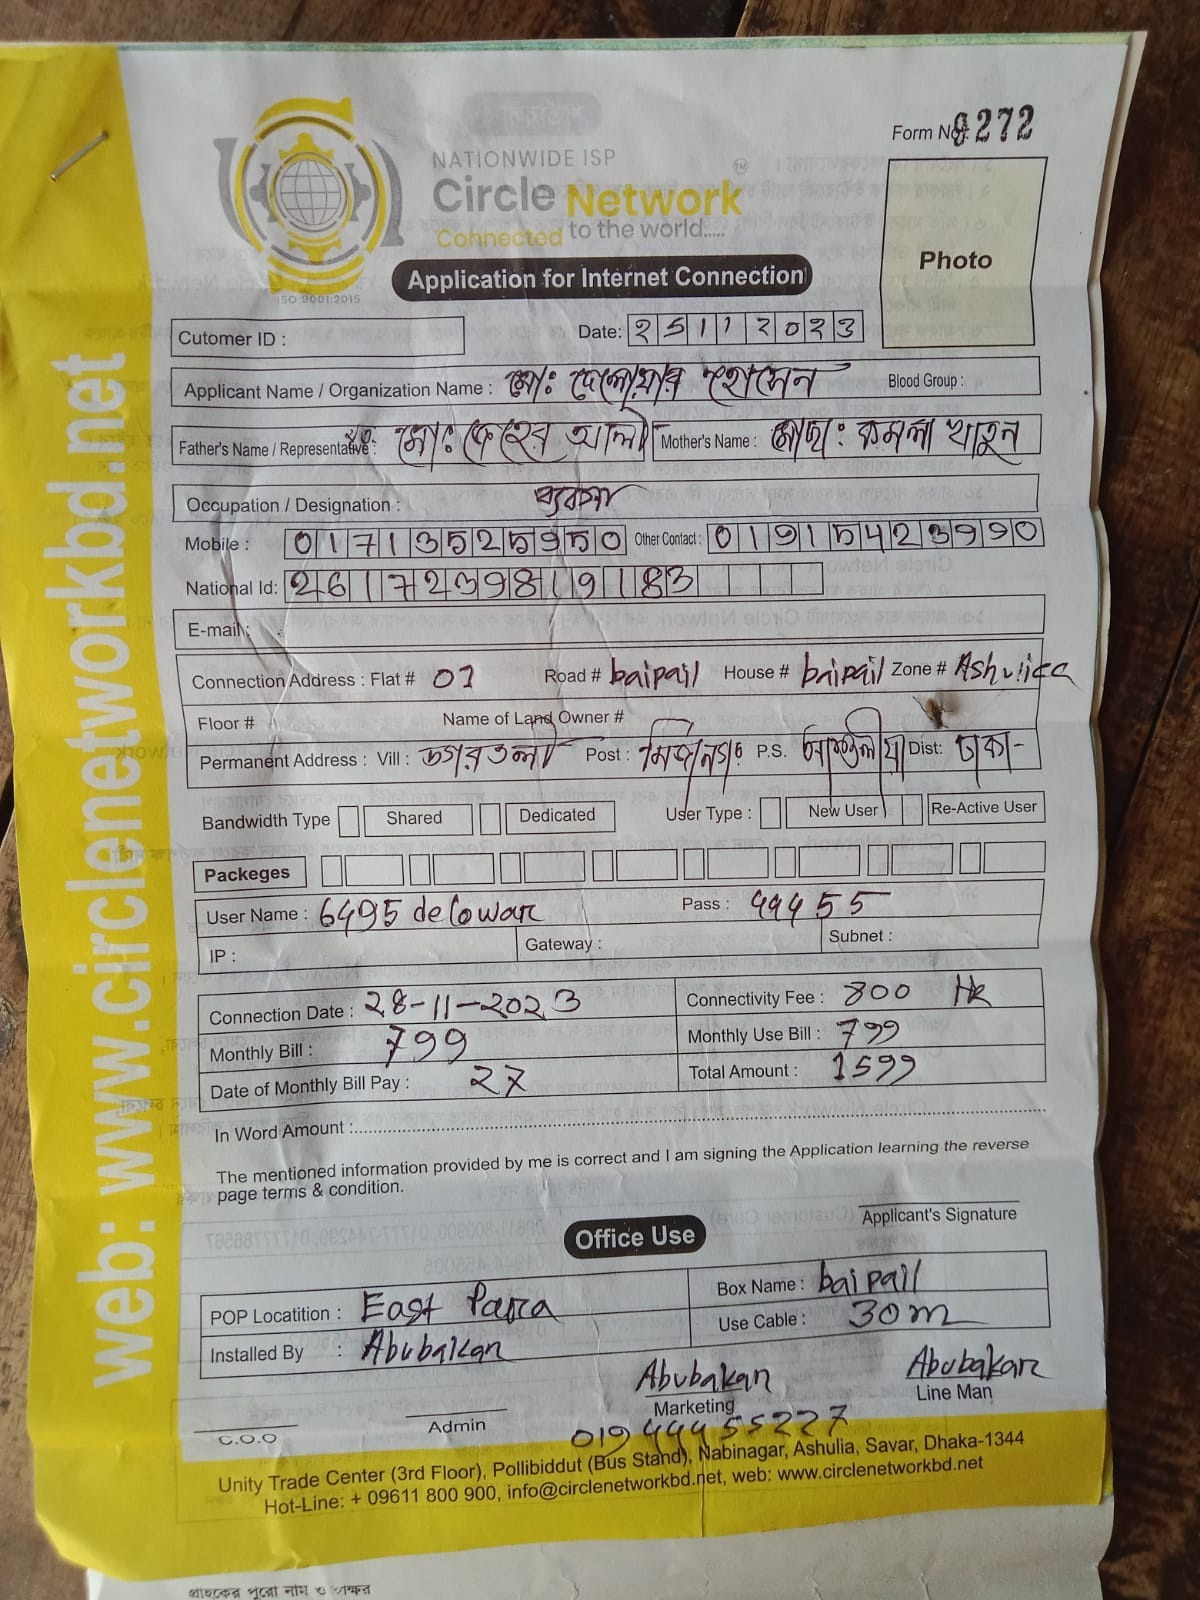 Form No: 9272
NATIONWIDE ISP
Circle Network TM
Connected to the world.....
ISO 9001:2015
Application for Internet Connection
Photo
Cutomer ID :
Date: 25112023
Applicant Name / Organization Name : মোঃ দেলোয়ার হোসেন Blood Group :
Father's Name / Representative : মোঃ দেহের আলী Mother's Name : মোছাঃ কমলা খাতুন
Occupation / Designation : ব্যবসা
Mobile : 01713525950 Other Contact : 01915423990
National Id: 2617239819183
E-mail :
Connection Address : Flat # 01 Road # baipail House # baipail Zone # Ashulica
Floor # Name of Land Owner #
Permanent Address : Vill : ডগরতলী Post : মির্জানগর P.S. আশুলিয়া Dist: ঢাকা-
Bandwidth Type Shared Dedicated User Type : New User Re-Active User
Packeges
User Name : 6495 delowar Pass : 44455
IP : Gateway : Subnet :
Connection Date : 28-11-2023 Connectivity Fee : 800
Monthly Bill : 799 Monthly Use Bill : 799
Date of Monthly Bill Pay : 27 Total Amount : 1599
In Word Amount :
The mentioned information provided by me is correct and I am signing the Application learning the reverse
page terms & condition.
Applicant's Signature
Office Use
POP Locatition : East Parra Box Name : baipail
Installed By : Abubakar Use Cable : 30m
Abubakar Abubakar
C.O.O Admin Marketing Line Man
01944455227
Unity Trade Center (3rd Floor), Pollibiddut (Bus Stand), Nabinagar, Ashulia, Savar, Dhaka-1344
Hot-Line: + 09611 800 900, info@circlenetworkbd.net, web: www.circlenetworkbd.net
web: www.circlenetworkbd.net
গ্রাহকের পুরো নাম ও স্বাক্ষর